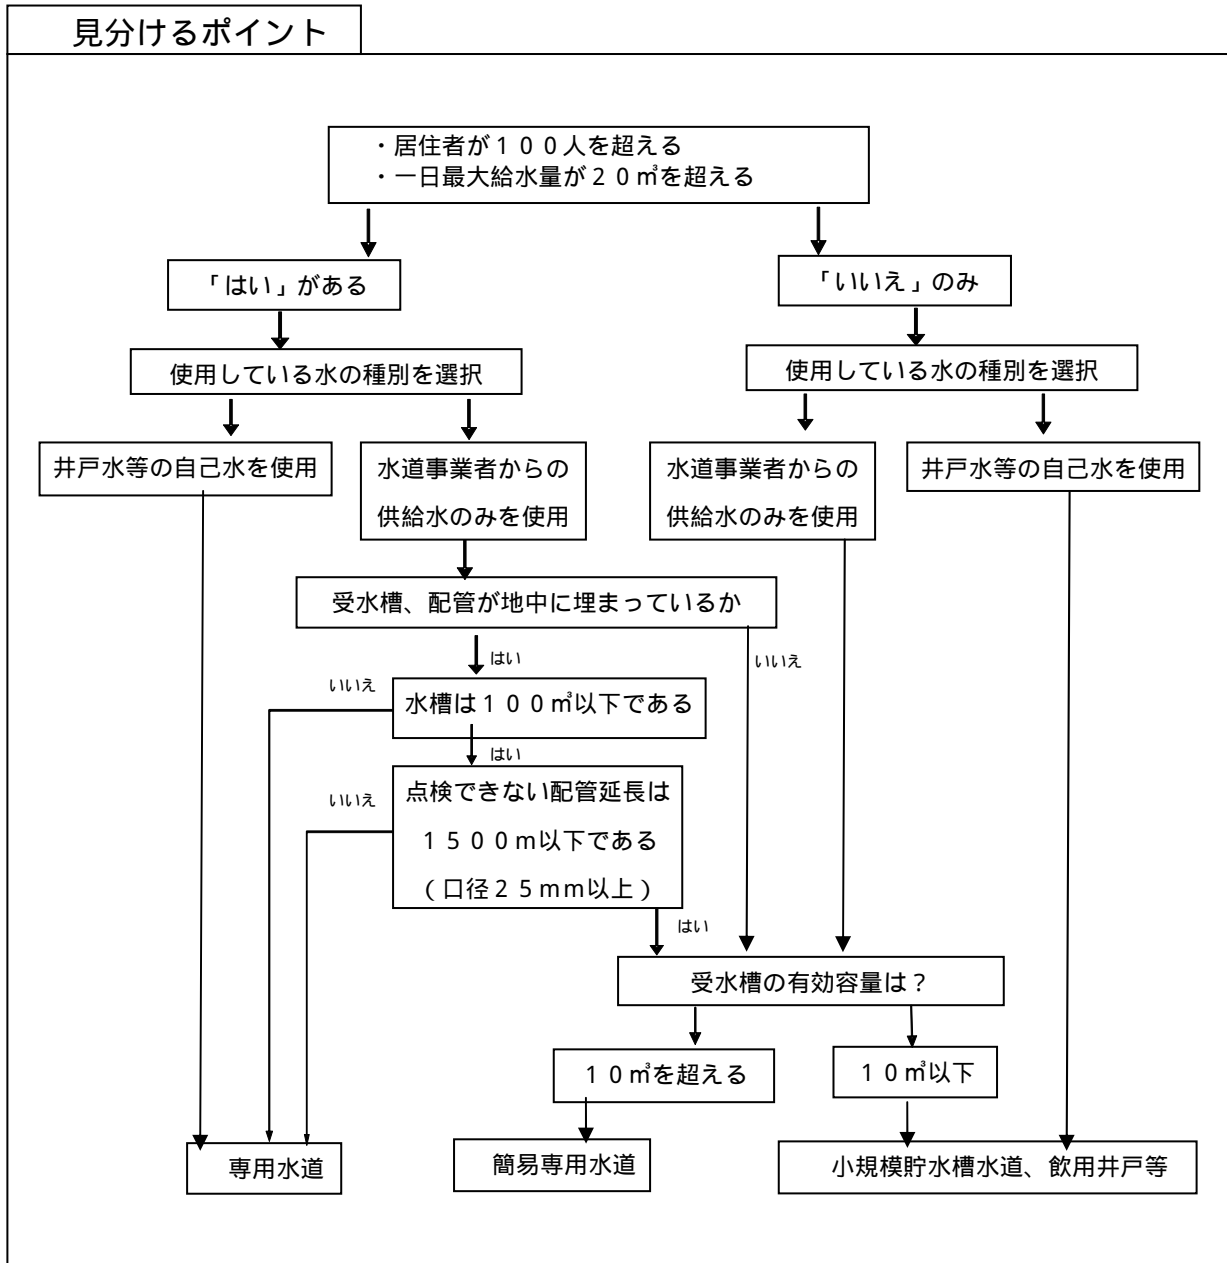 見分けるポイント
・居住者が１００人を超える
・一日最大給水量が２０㎥を超える
「はい」がある
「いいえ」のみ
使用している水の種別を選択
使用している水の種別を選択
井戸水等の自己水を使用
水道事業者からの
供給水のみを使用
水道事業者からの
供給水のみを使用
井戸水等の自己水を使用
受水槽、配管が地中に埋まっているか
はい
いいえ
いいえ
水槽は１００㎥以下である
はい
いいえ
点検できない配管延長は
１５００ｍ以下である
（口径２５ｍｍ以上）
はい
受水槽の有効容量は？
１０㎥を超える
１０㎥以下
専用水道
簡易専用水道
小規模貯水槽水道、飲用井戸等